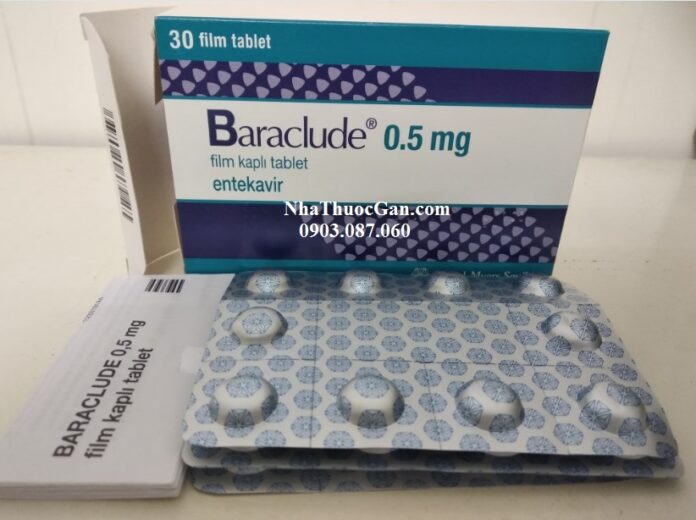 30 film tablet
Baraclude® 0.5 mg
film kaplı tablet
entekavir
NhaThuocGan.com
0903.087.060
BARACLUDE 0,5 mg
film kaplı tablet